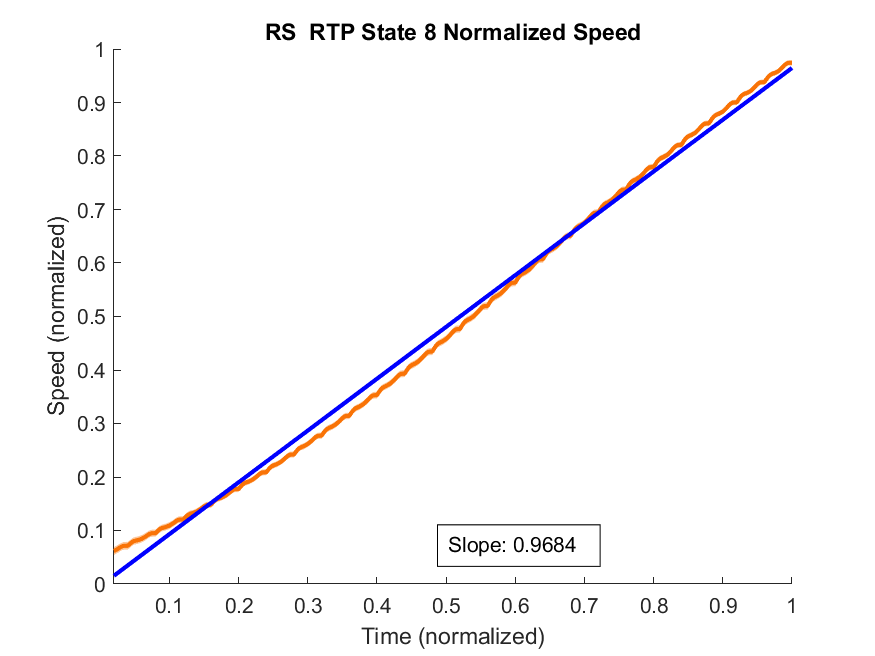 RS  RTP State 8 Normalized Speed
1
0.9
0.8
0.7
0.6
0.5
0.4
0.3
0.2
0.1
0
Speed (normalized)
Slope: 0.9684
0.1 0.2 0.3 0.4 0.5 0.6 0.7 0.8 0.9 1
Time (normalized)